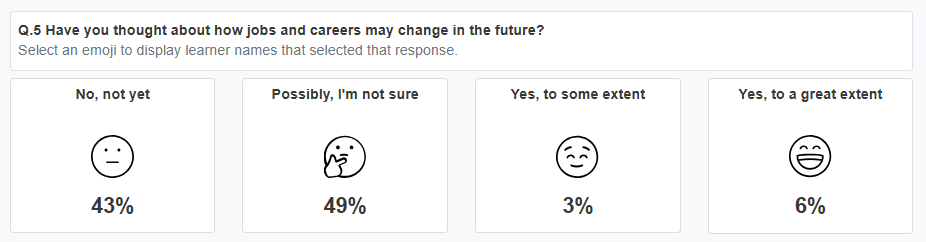 Q.5 Have you thought about how jobs and careers may change in the future?
Select an emoji to display learner names that selected that response.
No, not yet
43%
Possibly, I'm not sure
49%
Yes, to some extent
3%
Yes, to a great extent
6%